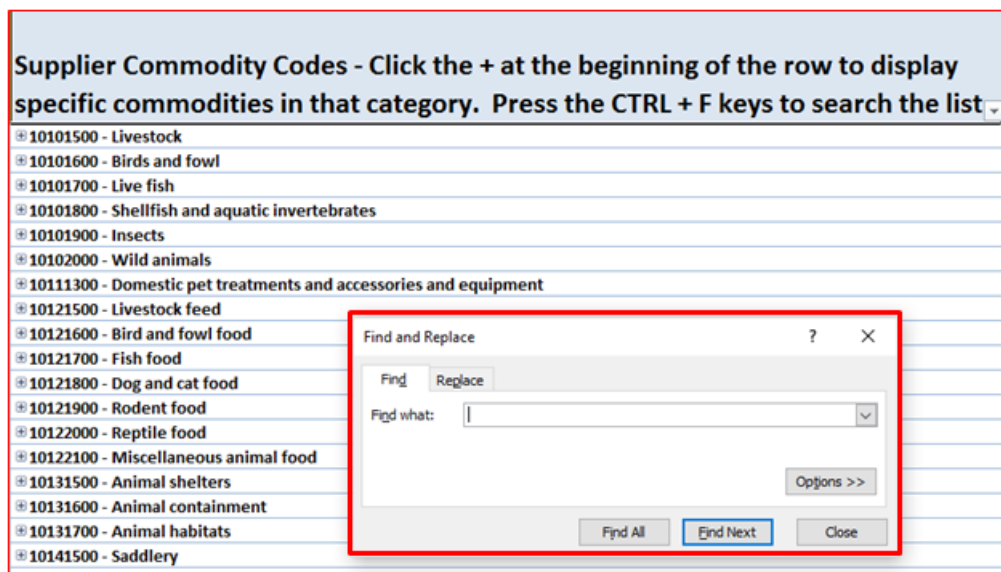 Supplier Commodity Codes - Click the + at the beginning of the row to display
specific commodities in that category.  Press the CTRL + F keys to search the list
10101500 - Livestock
10101600 - Birds and fowl
10101700 - Live fish
10101800 - Shellfish and aquatic invertebrates
10101900 - Insects
10102000 - Wild animals
10111300 - Domestic pet treatments and accessories and equipment
10121500 - Livestock feed
10121600 - Bird and fowl food
10121700 - Fish food
10121800 - Dog and cat food
10121900 - Rodent food
10122000 - Reptile food
10122100 - Miscellaneous animal food
10131500 - Animal shelters
10131600 - Animal containment
10131700 - Animal habitats
10141500 - Saddlery
Find and Replace
Find Replace
Find what:
Options >>
Find All Find Next Close